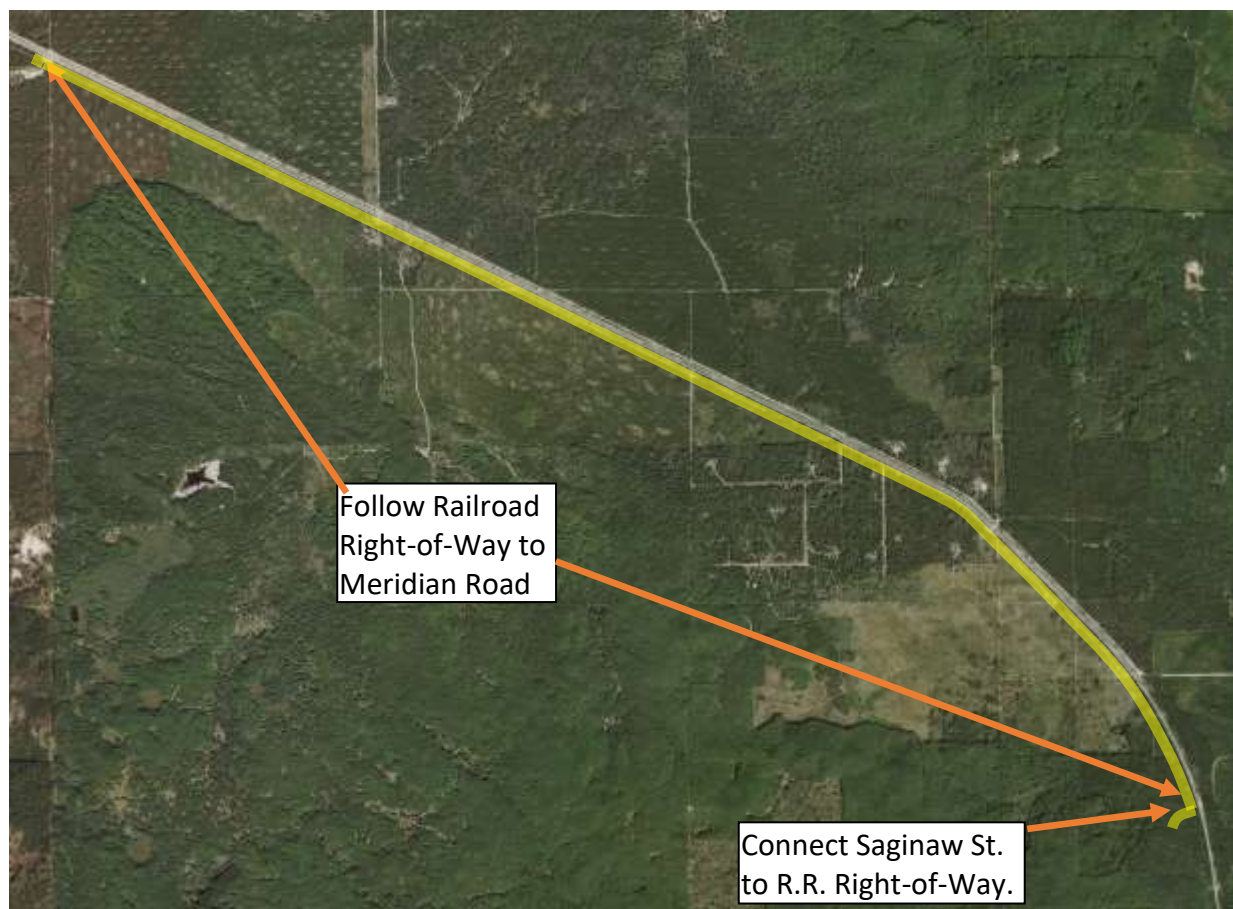 Follow Railroad
Right-of-Way to
Meridian Road
Connect Saginaw St.
to R.R. Right-of-Way.